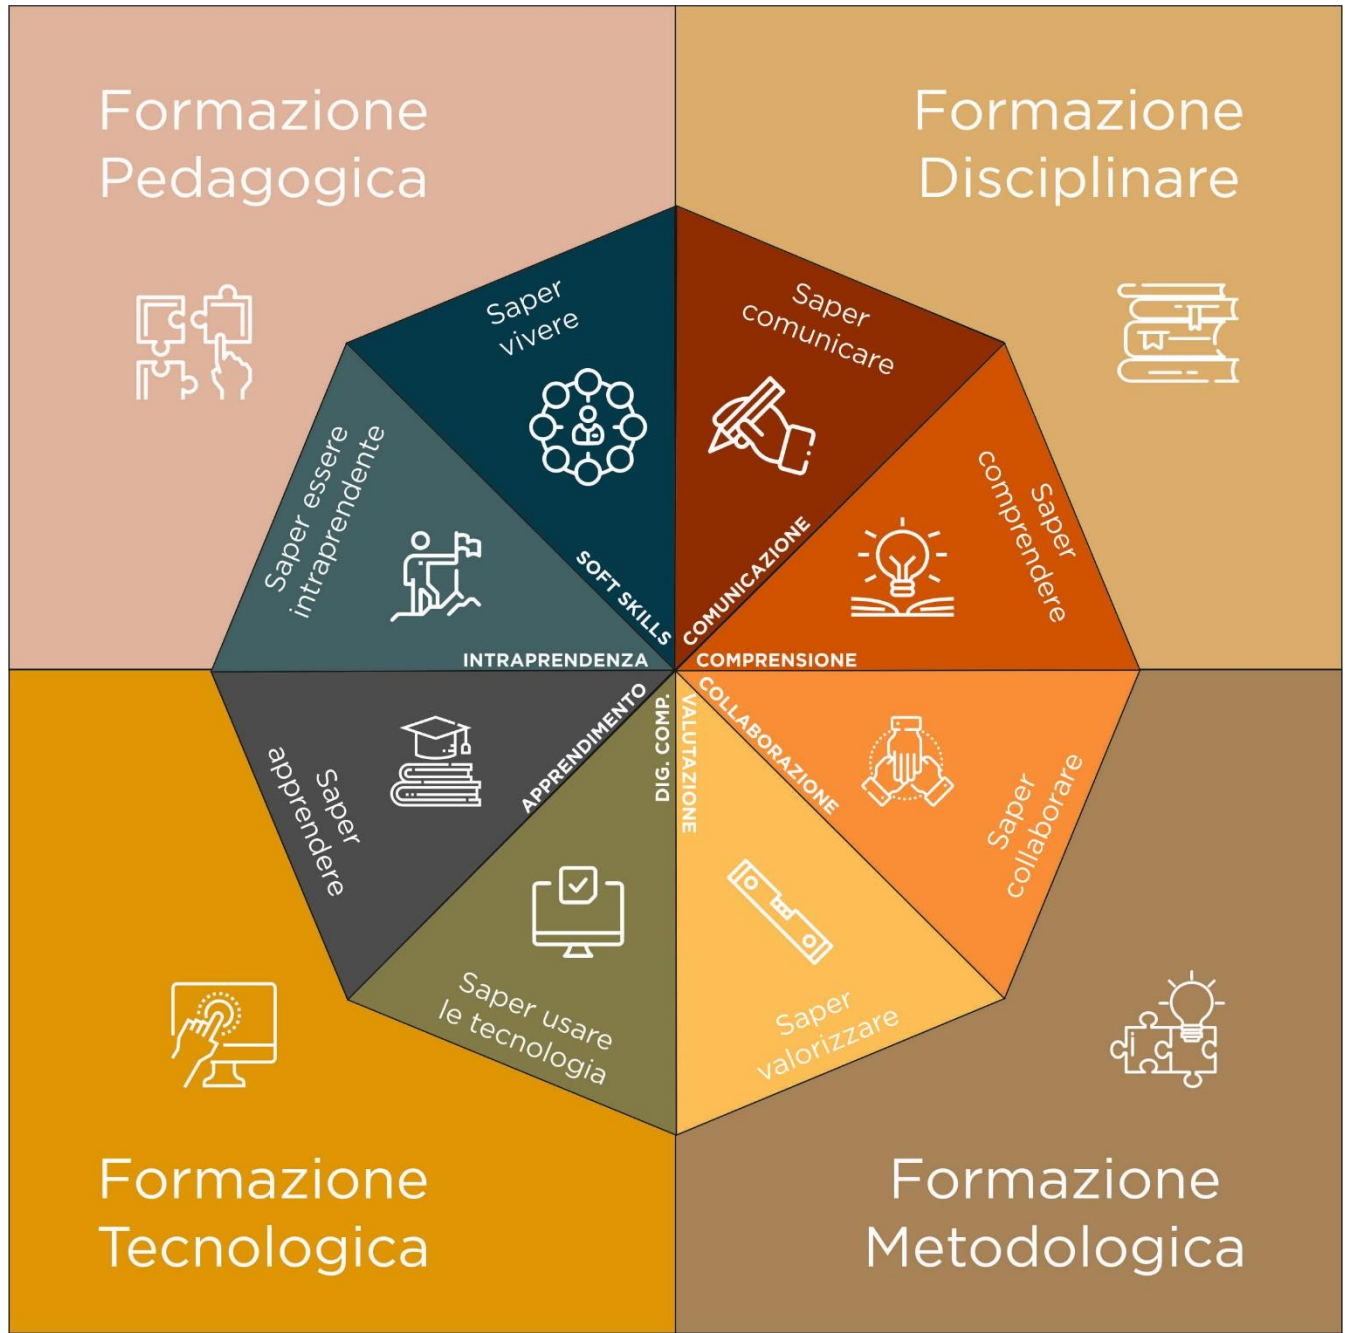 Formazione
Pedagogica
Formazione
Disciplinare
Saper
vivere
Saper
comunicare
Saper essere
intraprendente
Saper
comprendere
SOFT SKILLS
COMUNICAZIONE
INTRAPRENDENZA
COMPRENSIONE
APPRENDIMENTO
DIG. COMP.
VALUTAZIONE
COLLABORAZIONE
Saper
apprendere
Saper
collaborare
Saper usare
le tecnologia
Saper
valorizzare
Formazione
Tecnologica
Formazione
Metodologica